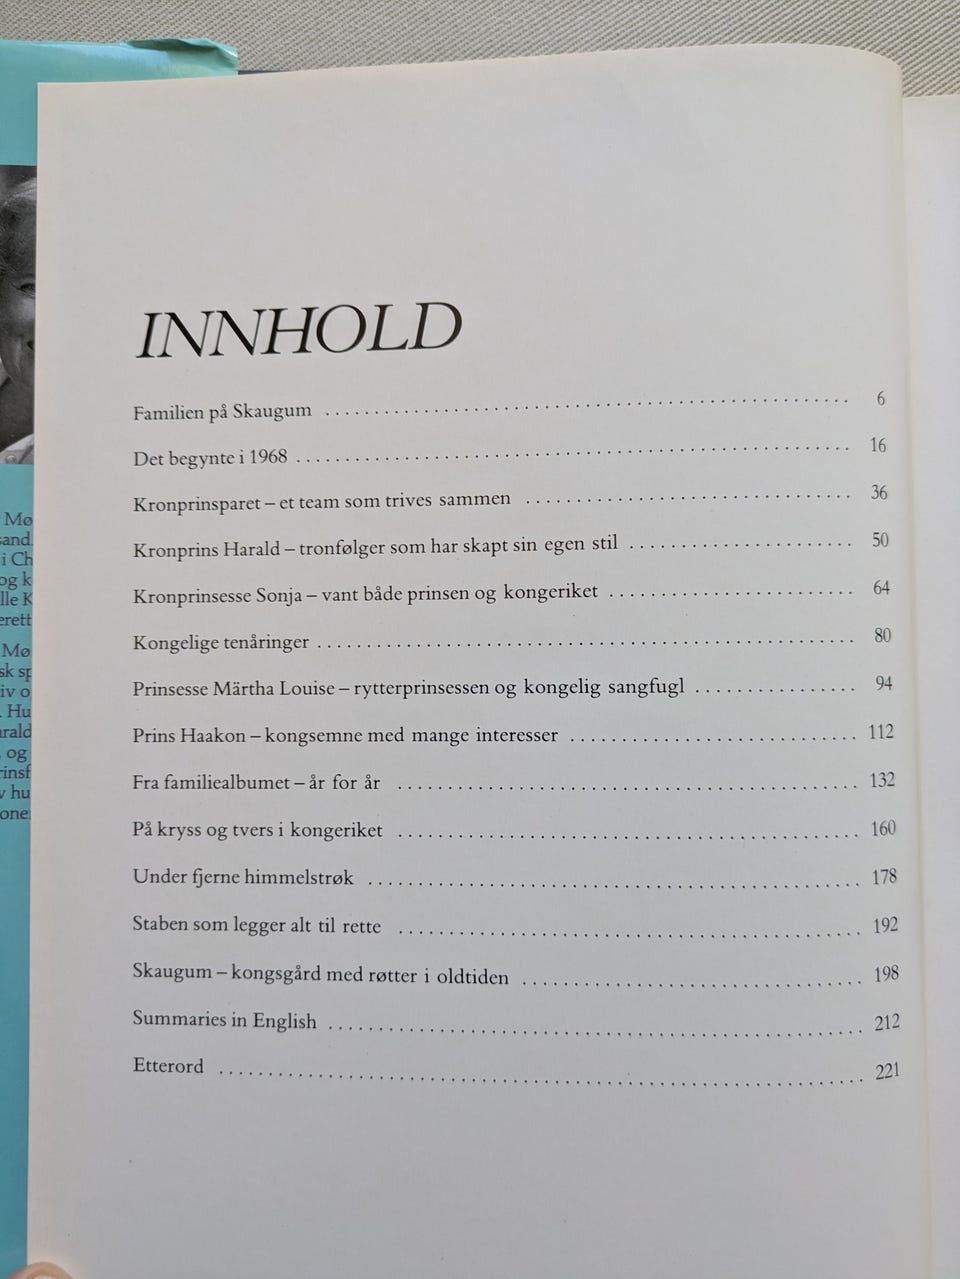 INNHOLD
Familien på Skaugum 6
Det begynte i 1968 16
Kronprinsparet – et team som trives sammen 36
Kronprins Harald – tronfølger som har skapt sin egen stil 50
Kronprinsesse Sonja – vant både prinsen og kongeriket 64
Kongelige tenåringer 80
Prinsesse Märtha Louise – rytterprinsessen og kongelig sangfugl 94
Prins Haakon – kongsemne med mange interesser 112
Fra familiealbumet – år for år 132
På kryss og tvers i kongeriket 160
Under fjerne himmelstrøk 178
Staben som legger alt til rette 192
Skaugum – kongsgård med røtter i oldtiden 198
Summaries in English 212
Etterord 221